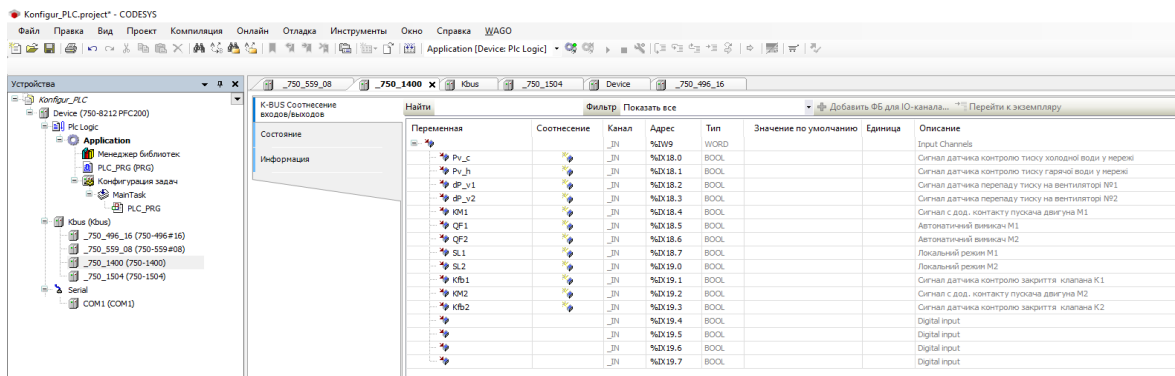 Konfigur_PLC.project* - CODESYS
Файл Правка Вид Проект Компиляция Онлайн Отладка Инструменты Окно Справка WAGO
Application [Device: Plc Logic]
Устройства
_750_559_08 _750_1400 Kbus _750_1504 Device _750_496_16
Konfigur_PLC
Device (750-8212 PFC200)
Plc Logic
Application
Менеджер библиотек
PLC_PRG (PRG)
Конфигурация задач
MainTask
PLC_PRG
Kbus (Kbus)
_750_496_16 (750-496#16)
_750_559_08 (750-559#08)
_750_1400 (750-1400)
_750_1504 (750-1504)
Serial
COM1 (COM1)
K-BUS Соотнесение
входов/выходов
Состояние
Информация
Найти Фильтр Показать все Добавить ФБ для IO-канала... Перейти к экземпляру
Переменная Соотнесение Канал Адрес Тип Значение по умолчанию Единица Описание
_IN %IW9 WORD Input Channels
Pv_c _IN %IX18.0 BOOL Сигнал датчика контролю тиску холодної води у мережі
Pv_h _IN %IX18.1 BOOL Сигнал датчика контролю тиску гарячої води у мережі
dP_v1 _IN %IX18.2 BOOL Сигнал датчика перепаду тиску на вентиляторі №1
dP_v2 _IN %IX18.3 BOOL Сигнал датчика перепаду тиску на вентиляторі №2
KM1 _IN %IX18.4 BOOL Сигнал с дод. контакту пускача двигуна М1
QF1 _IN %IX18.5 BOOL Автоматичний вимикач М1
QF2 _IN %IX18.6 BOOL Автоматичний вимикач М2
SL1 _IN %IX18.7 BOOL Локальний режим М1
SL2 _IN %IX19.0 BOOL Локальний режим М2
Kfb1 _IN %IX19.1 BOOL Сигнал датчика контролю закриття клапана К1
KM2 _IN %IX19.2 BOOL Сигнал с дод. контакту пускача двигуна М2
Kfb2 _IN %IX19.3 BOOL Сигнал датчика контролю закриття клапана К2
_IN %IX19.4 BOOL Digital input
_IN %IX19.5 BOOL Digital input
_IN %IX19.6 BOOL Digital input
_IN %IX19.7 BOOL Digital input